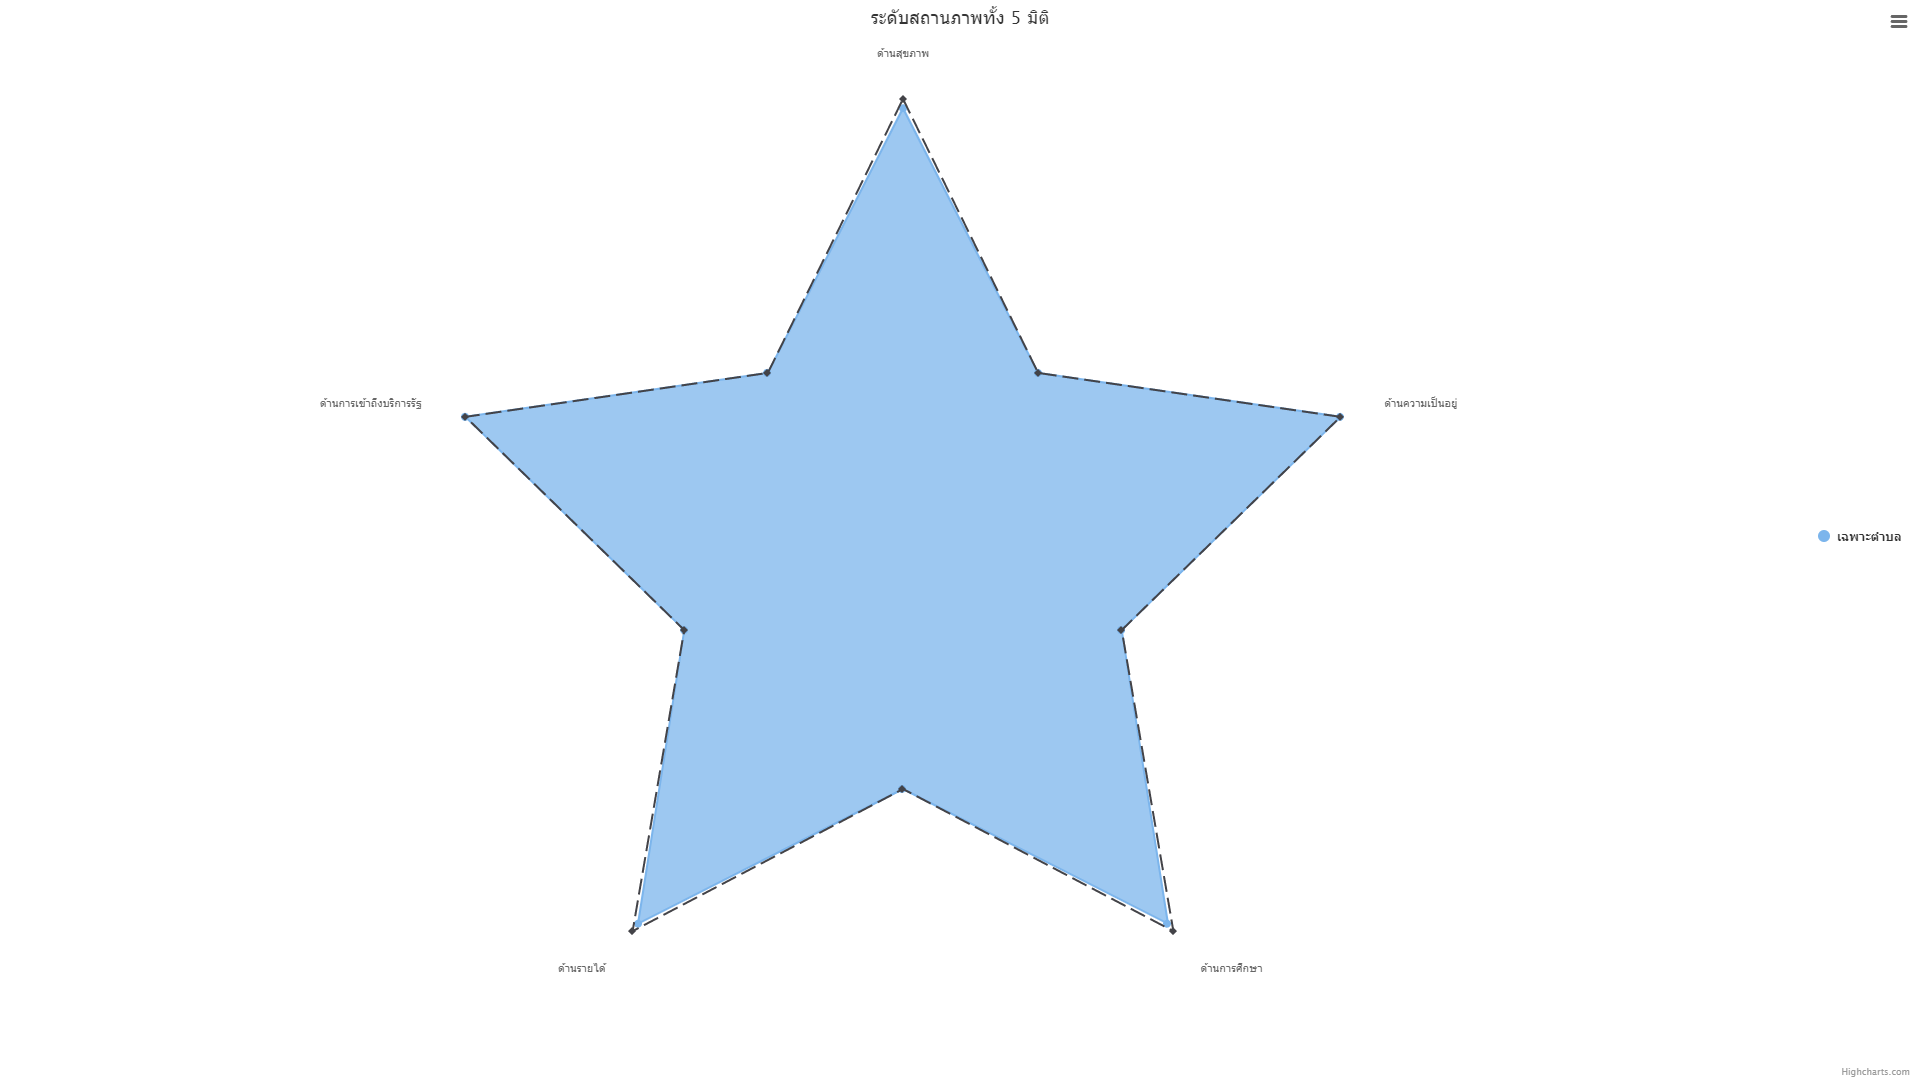 ระดับสถานภาพทั้ง 5 มิติ
ด้านสุขภาพ
ด้านการเข้าถึงบริการรัฐ
ด้านความเป็นอยู่
เฉพาะตำบล
ด้านรายได้
ด้านการศึกษา
Highcharts.com